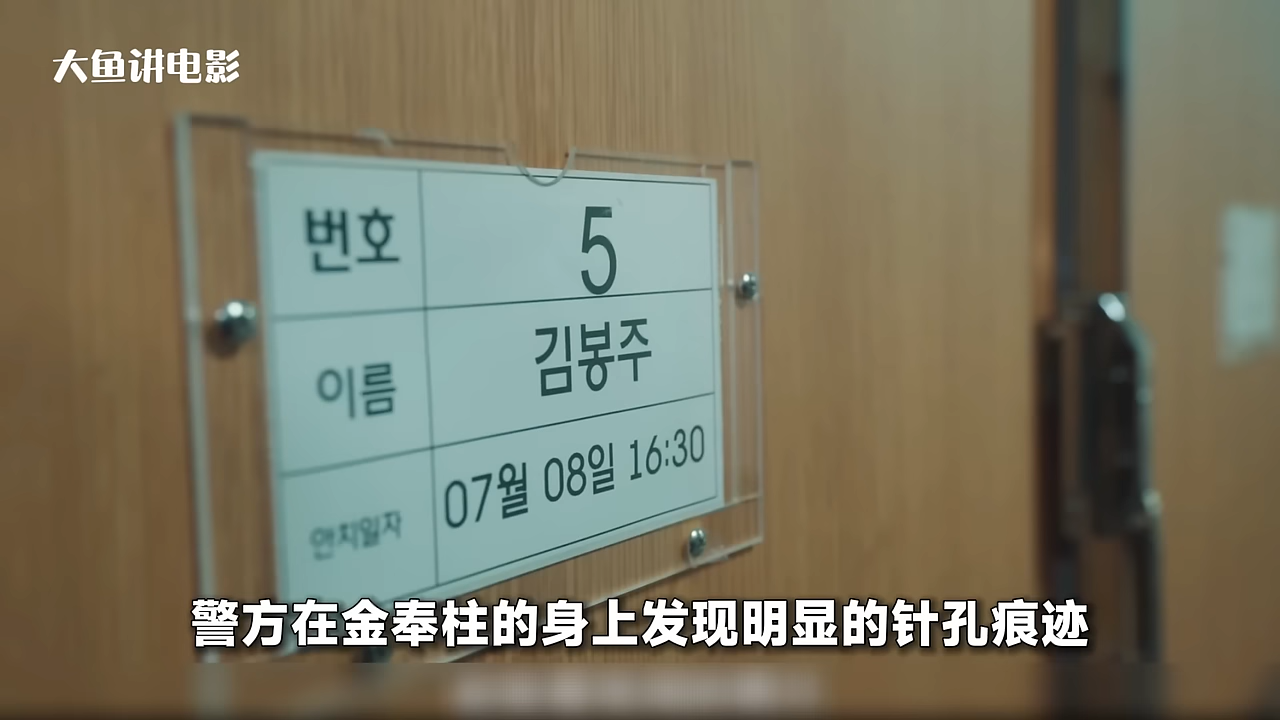 大鱼讲电影
번호 5
이름 김봉주
안치일자 07월 08일 16:30
警方在金奉柱的身上发现明显的针孔痕迹